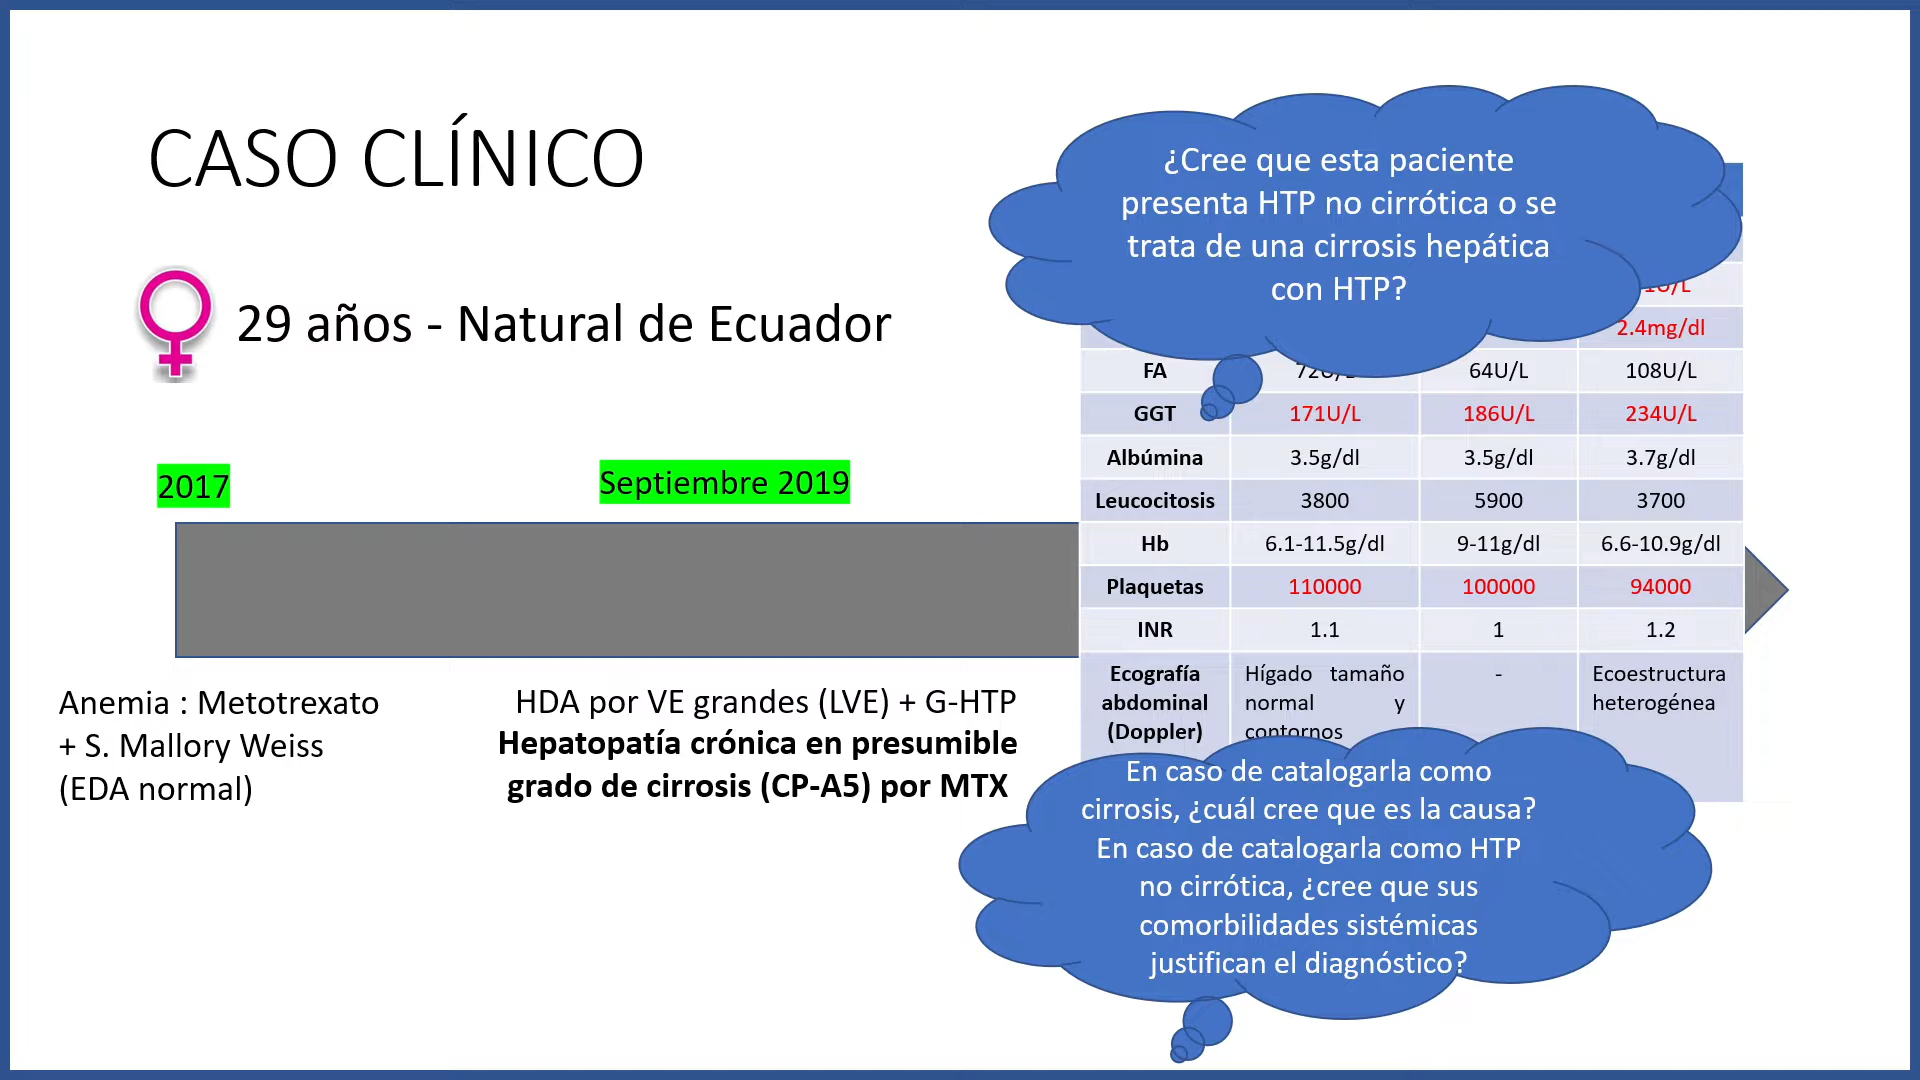 CASO CLÍNICO
29 años - Natural de Ecuador
2017
Septiembre 2019
Anemia : Metotrexato
+ S. Mallory Weiss
(EDA normal)
HDA por VE grandes (LVE) + G-HTP
Hepatopatía crónica en presumible
grado de cirrosis (CP-A5) por MTX
¿Cree que esta paciente
presenta HTP no cirrótica o se
trata de una cirrosis hepática
con HTP?
2.4mg/dl
FA 64U/L 108U/L
GGT 171U/L 186U/L 234U/L
Albúmina 3.5g/dl 3.5g/dl 3.7g/dl
Leucocitosis 3800 5900 3700
Hb 6.1-11.5g/dl 9-11g/dl 6.6-10.9g/dl
Plaquetas 110000 100000 94000
INR 1.1 1 1.2
Ecografía Hígado tamaño - Ecoestructura
abdominal normal y heterogénea
(Doppler) contornos
En caso de catalogarla como
cirrosis, ¿cuál cree que es la causa?
En caso de catalogarla como HTP
no cirrótica, ¿cree que sus
comorbilidades sistémicas
justifican el diagnóstico?